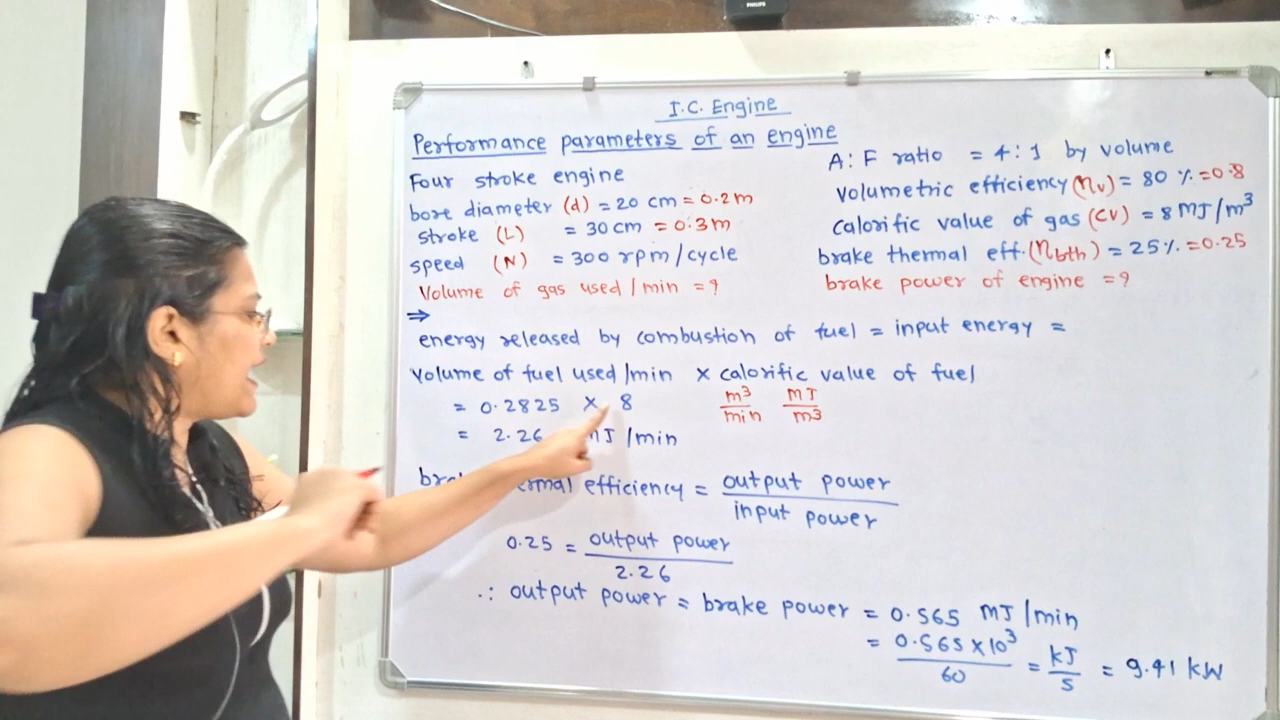 PHILIPS
I.C. Engine
Performance parameters of an engine
Four stroke engine
bore diameter (d) = 20 cm = 0.2 m
stroke (L) = 30 cm = 0.3 m
speed (N) = 300 rpm/cycle
Volume of gas used / min = ?
A:F ratio = 4:1 by volume
volumetric efficiency (ηv) = 80 % = 0.8
calorific value of gas (CV) = 8 MJ/m³
brake thermal eff. (ηbth) = 25% = 0.25
brake power of engine = ?
⇒
energy released by combustion of fuel = input energy =
volume of fuel used /min × calorific value of fuel
= 0.2825 × 8 m³/min MJ/m³
= 2.26 MJ /min
efficiency = output power / input power
0.25 = output power / 2.26
∴ output power = brake power = 0.565 MJ/min
= 0.565 × 10³ / 60 = kJ/s = 9.41 kW